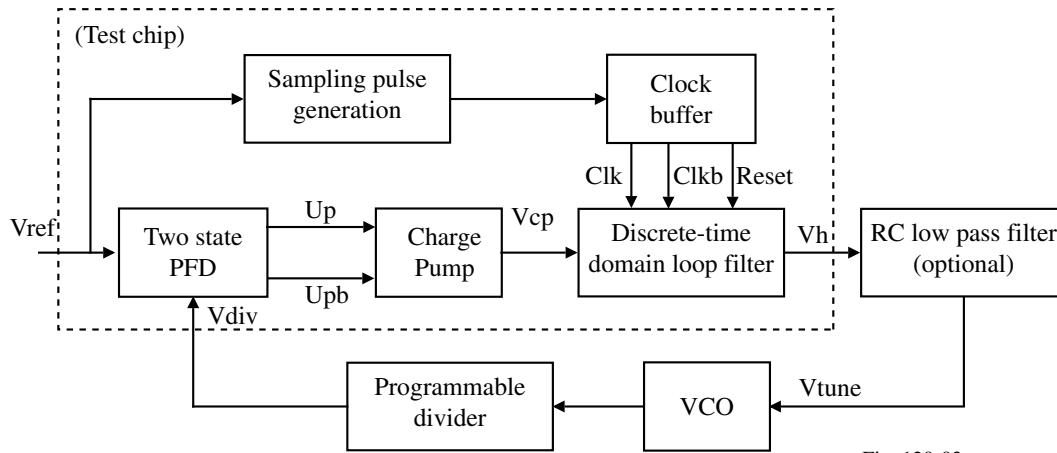 (Test chip)
Sampling pulse
generation
Clock
buffer
Clk
Clkb
Reset
Vref
Two state
PFD
Up
Upb
Charge
Pump
Vcp
Discrete-time
domain loop filter
Vh
RC low pass filter
(optional)
Vdiv
Programmable
divider
VCO
Vtune